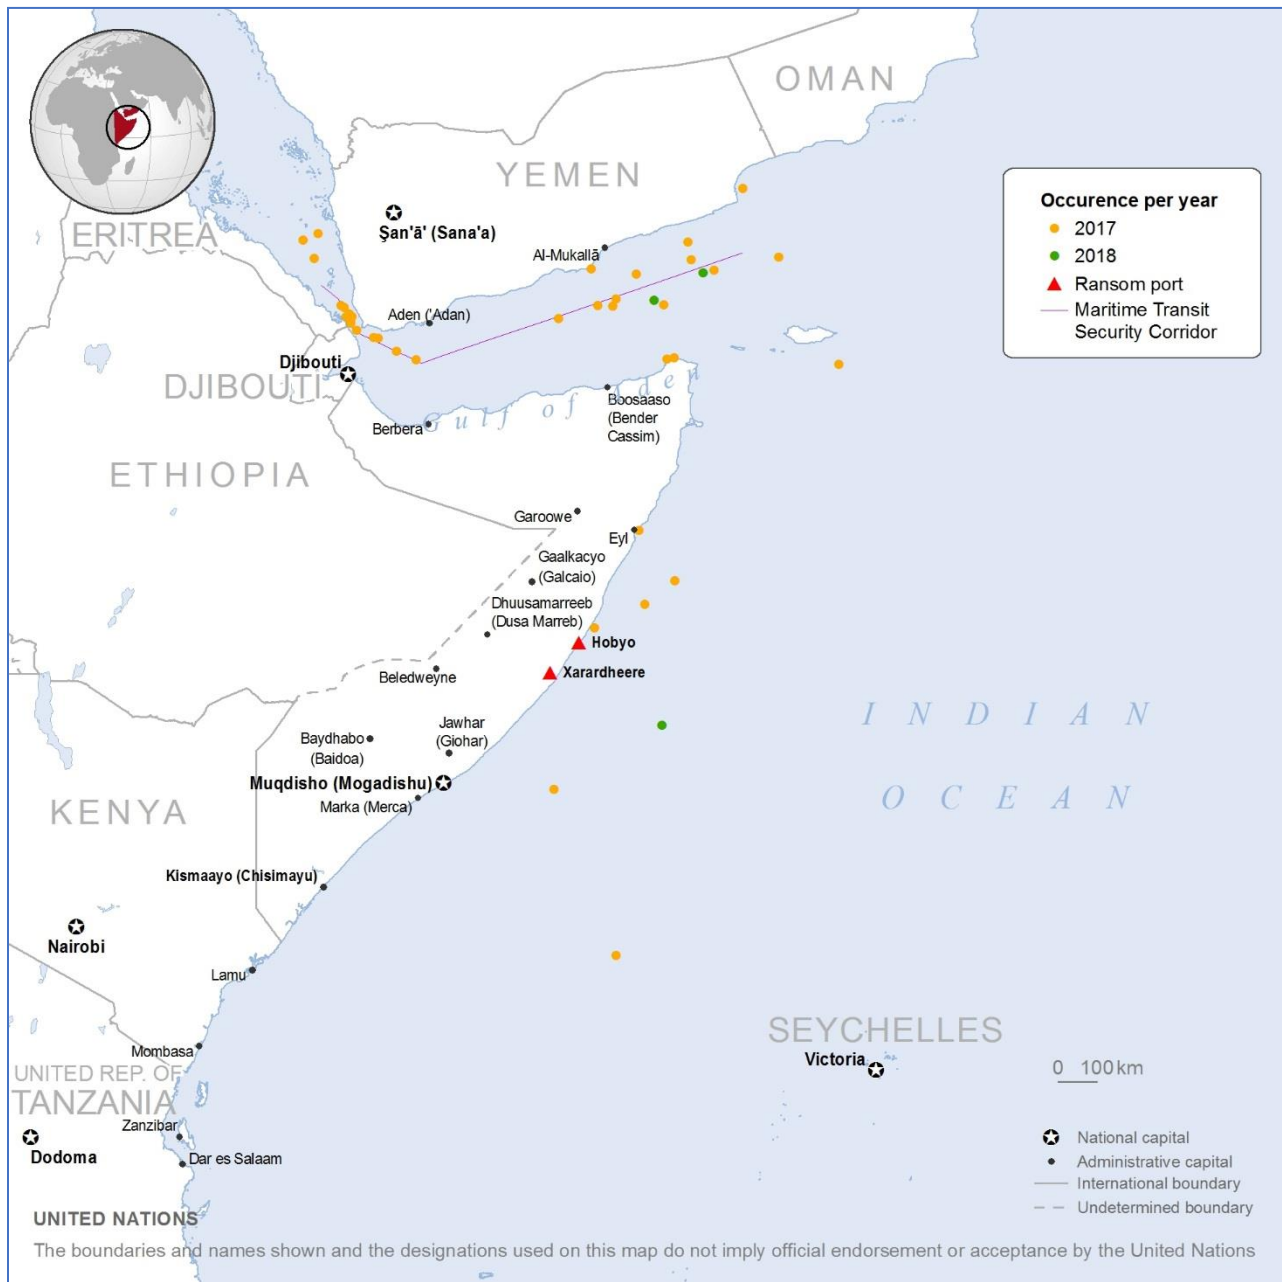 OMAN
YEMEN
ERITREA
Şan'ā' (Sana'a)
Al-Mukallā
Aden ('Adan)
Djibouti
DJIBOUTI
Gulf of Aden
Berbera
Boosaaso
(Bender
Cassim)
ETHIOPIA
Garoowe
Eyl
Gaalkacyo
(Galcaio)
Dhuusamarreeb
(Dusa Marreb)
Hobyo
Xarardheere
Beledweyne
Baydhabo
(Baidoa)
Jawhar
(Giohar)
Muqdisho (Mogadishu)
Marka (Merca)
KENYA
INDIAN
OCEAN
Kismaayo (Chisimayu)
Nairobi
Lamu
SEYCHELLES
Victoria
Mombasa
UNITED REP. OF
TANZANIA
Zanzibar
Dodoma
Dar es Salaam
Occurence per year
2017
2018
Ransom port
Maritime Transit
Security Corridor
0 100 km
National capital
Administrative capital
International boundary
Undetermined boundary
UNITED NATIONS
The boundaries and names shown and the designations used on this map do not imply official endorsement or acceptance by the United Nations